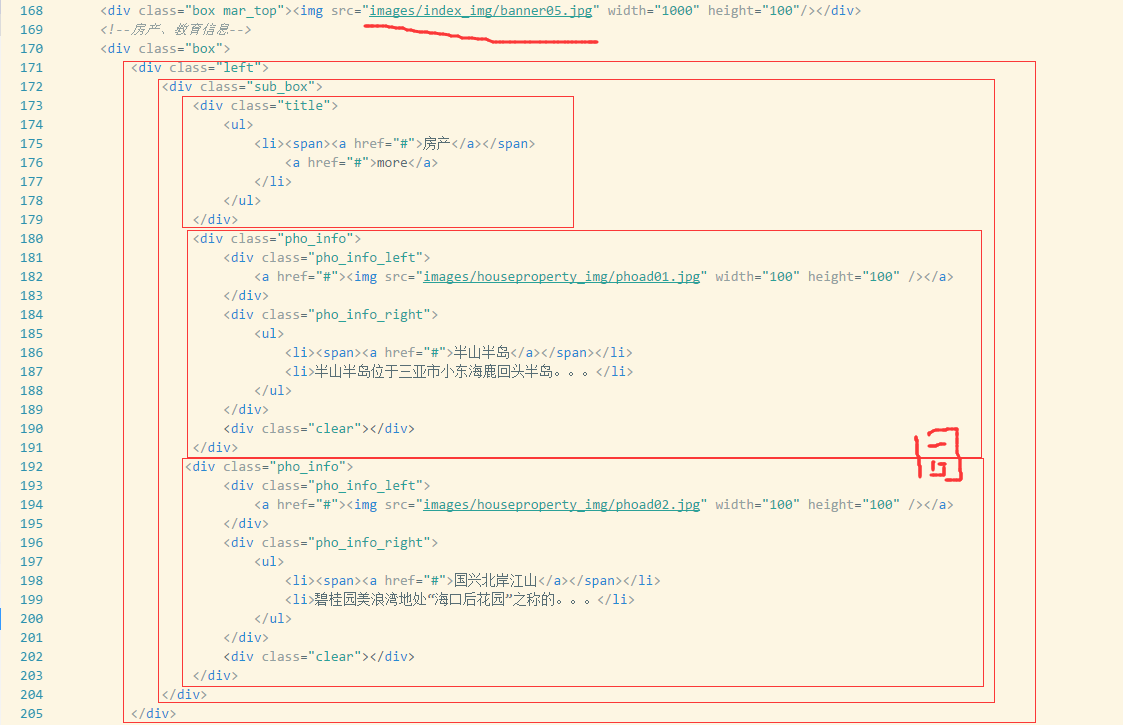 168 <div class="box mar_top"><img src="images/index_img/banner05.jpg" width="1000" height="100"/></div>
169 <!--房产、教育信息-->
170 <div class="box">
171 <div class="left">
172 <div class="sub_box">
173 <div class="title">
174 <ul>
175 <li><span><a href="#">房产</a></span>
176 <a href="#">more</a>
177 </li>
178 </ul>
179 </div>
180 <div class="pho_info">
181 <div class="pho_info_left">
182 <a href="#"><img src="images/houseproperty_img/phoad01.jpg" width="100" height="100" /></a>
183 </div>
184 <div class="pho_info_right">
185 <ul>
186 <li><span><a href="#">半山半岛</a></span></li>
187 <li>半山半岛位于三亚市小东海鹿回头半岛。。。</li>
188 </ul>
189 </div>
190 <div class="clear"></div>
191 </div>
同
192 <div class="pho_info">
193 <div class="pho_info_left">
194 <a href="#"><img src="images/houseproperty_img/phoad02.jpg" width="100" height="100" /></a>
195 </div>
196 <div class="pho_info_right">
197 <ul>
198 <li><span><a href="#">国兴北岸江山</a></span></li>
199 <li>碧桂园美浪湾地处“海口后花园”之称的。。。</li>
200 </ul>
201 </div>
202 <div class="clear"></div>
203 </div>
204 </div>
205 </div>